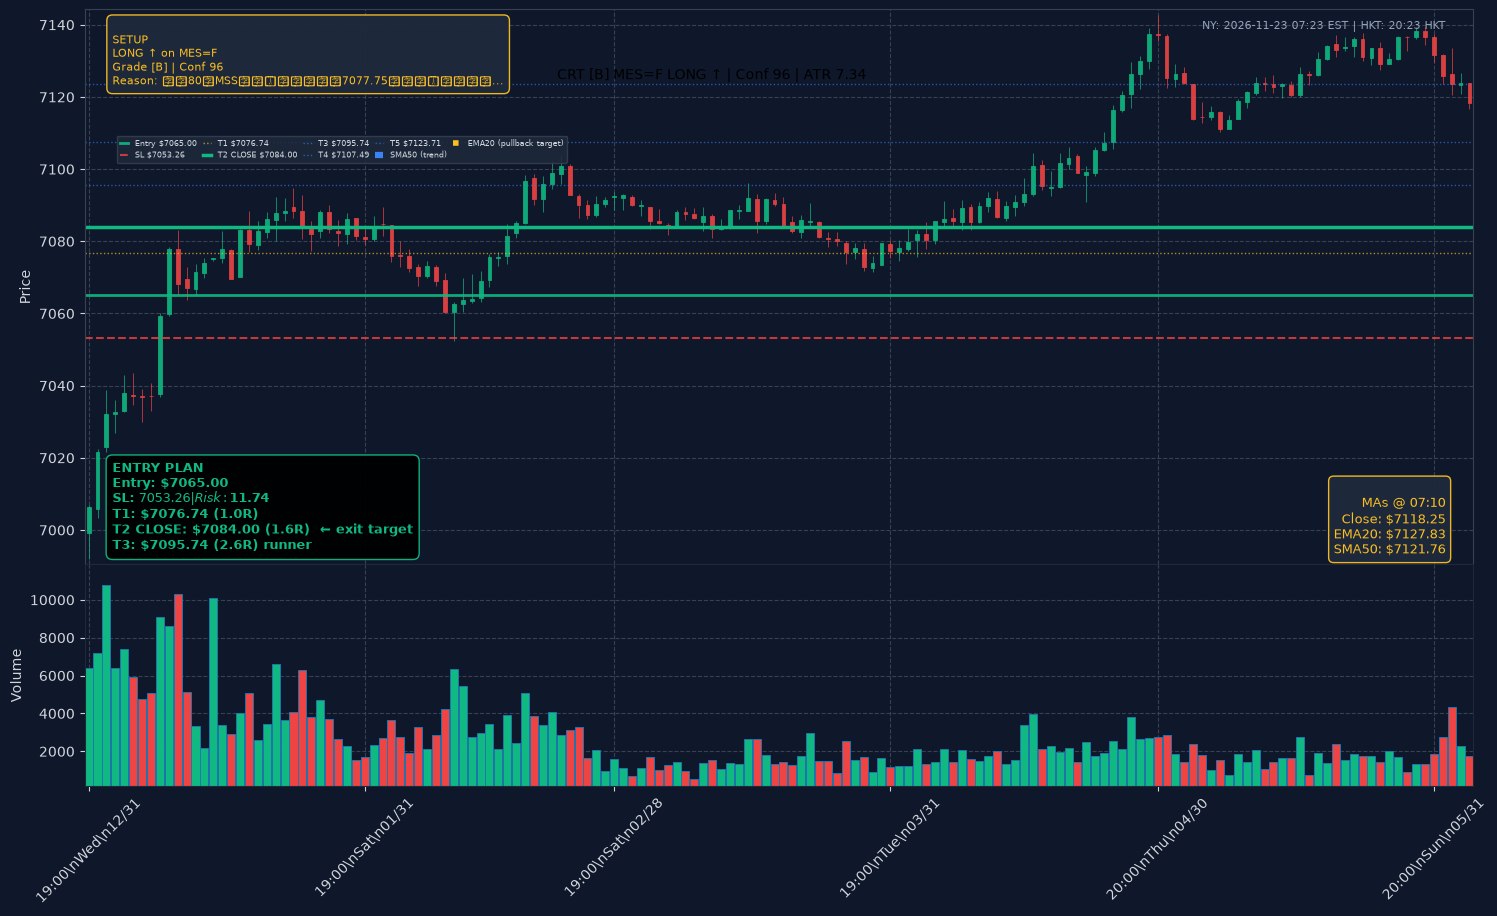 NY: 2026-11-23 07:23 EST | HKT: 20:23 HKT
SETUP
LONG ↑ on MES=F
Grade [B] | Conf 96
Reason: 80 MSS 7077.75 ...
CRT [B] MES=F LONG ↑ | Conf 96 | ATR 7.34
Entry $7065.00
SL $7053.26
T1 $7076.74
T2 CLOSE $7084.00
T3 $7095.74
T4 $7107.49
T5 $7123.71
SMA50 (trend)
EMA20 (pullback target)
Price
7140
7120
7100
7080
7060
7040
7020
7000
ENTRY PLAN
Entry: $7065.00
SL: 7053.26|Risk:11.74
T1: $7076.74 (1.0R)
T2 CLOSE: $7084.00 (1.6R) ← exit target
T3: $7095.74 (2.6R) runner
MAs @ 07:10
Close: $7118.25
EMA20: $7127.83
SMA50: $7121.76
Volume
10000
8000
6000
4000
2000
19:00\nWed\n12/31
19:00\nSat\n01/31
19:00\nSat\n02/28
19:00\nTue\n03/31
20:00\nThu\n04/30
20:00\nSun\n05/31